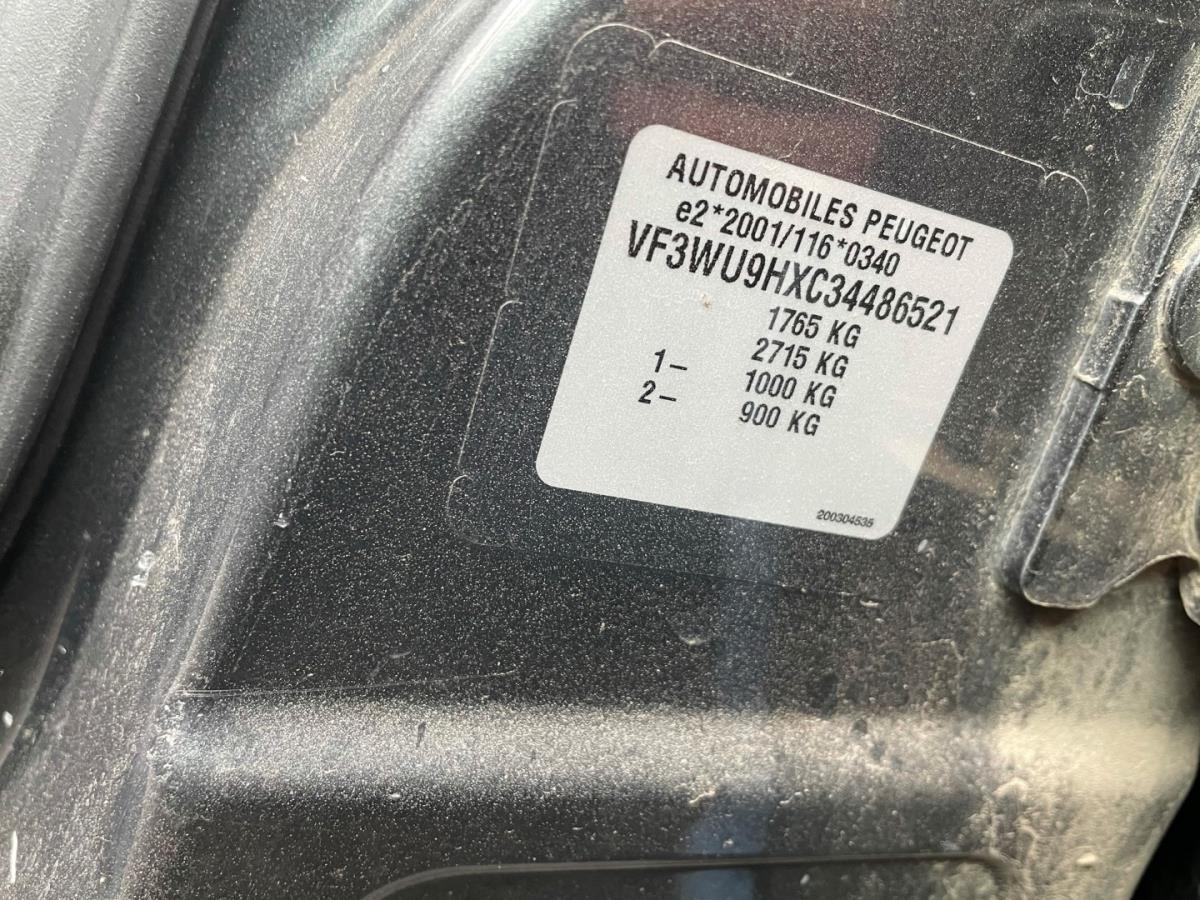 AUTOMOBILES PEUGEOT
e2*2001/116*0340
VF3WU9HXC34486521
1765 KG
2715 KG
1– 1000 KG
2– 900 KG
200304535